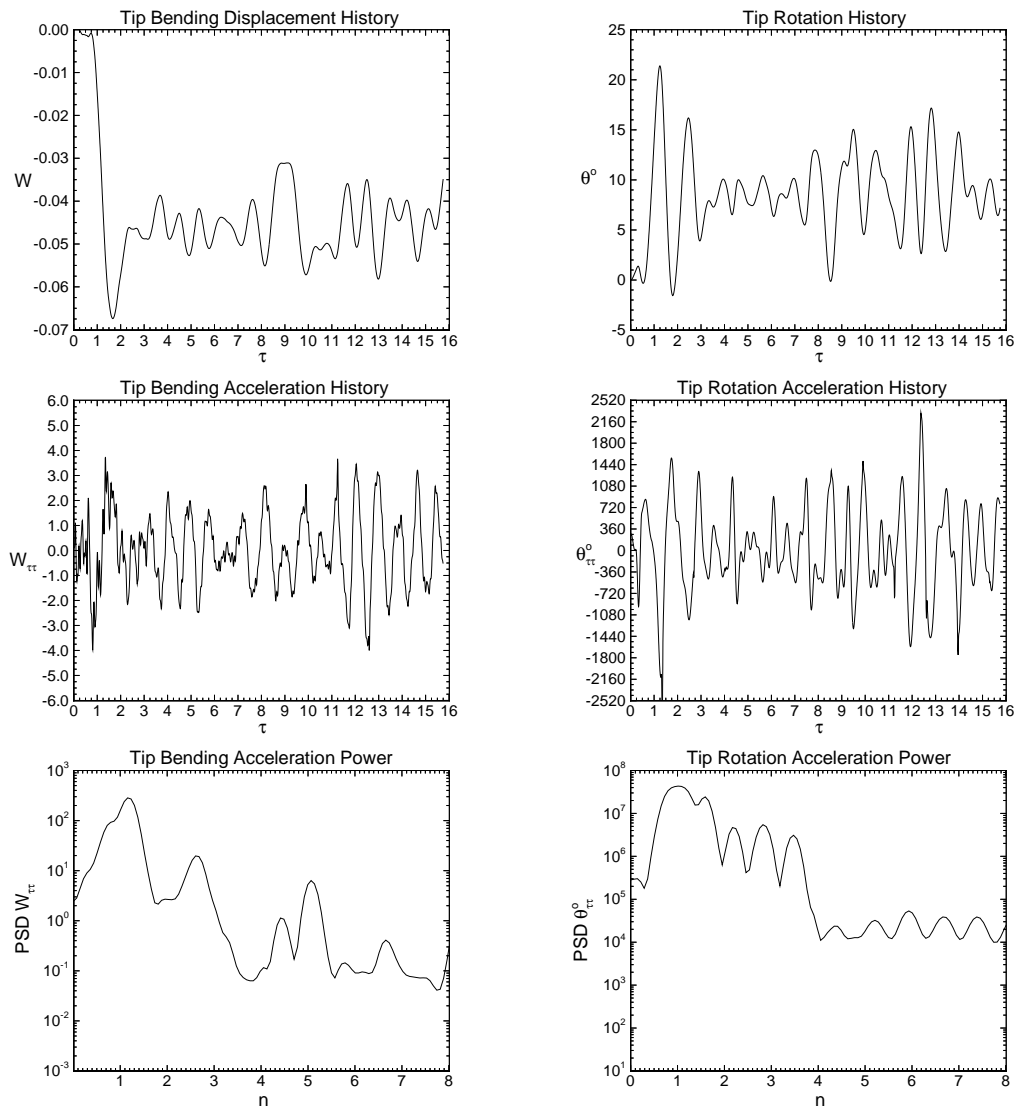 Tip Bending Displacement History
0.00
-0.01
-0.02
-0.03
-0.04
-0.05
-0.06
-0.07
W
0 1 2 3 4 5 6 7 8 9 10 11 12 13 14 15 16
τ
Tip Rotation History
25
20
15
10
5
0
-5
θ°
0 1 2 3 4 5 6 7 8 9 10 11 12 13 14 15 16
τ
Tip Bending Acceleration History
6.0
5.0
4.0
3.0
2.0
1.0
0.0
-1.0
-2.0
-3.0
-4.0
-5.0
-6.0
W_ττ
0 1 2 3 4 5 6 7 8 9 10 11 12 13 14 15 16
τ
Tip Rotation Acceleration History
2520
2160
1800
1440
1080
720
360
0
-360
-720
-1080
-1440
-1800
-2160
-2520
θ°_ττ
0 1 2 3 4 5 6 7 8 9 10 11 12 13 14 15 16
τ
Tip Bending Acceleration Power
10^3
10^2
10^1
10^0
10^-1
10^-2
10^-3
PSD W_ττ
1 2 3 4 5 6 7 8
n
Tip Rotation Acceleration Power
10^8
10^7
10^6
10^5
10^4
10^3
10^2
10^1
PSD θ°_ττ
0 1 2 3 4 5 6 7 8
n